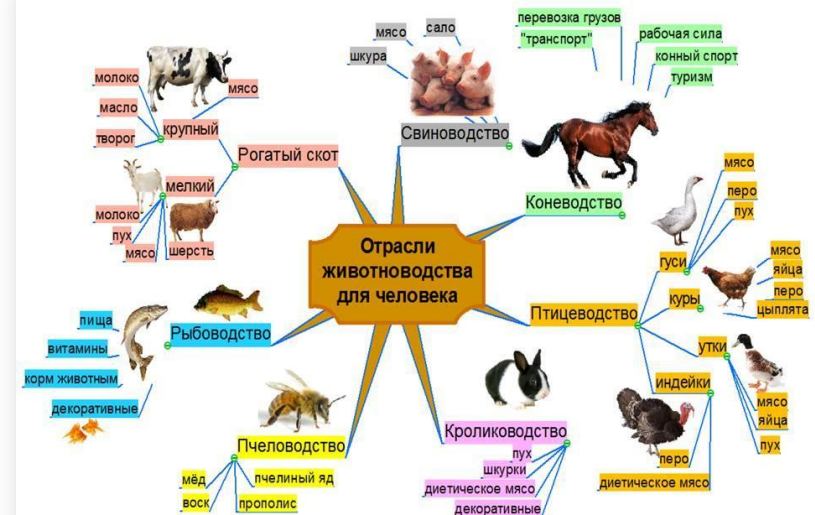 Отрасли
животноводства
для человека
Рогатый скот
крупный
молоко
масло
творог
мясо
мелкий
молоко
пух
мясо
шерсть
Свиноводство
мясо
сало
шкура
Коневодство
перевозка грузов
"транспорт"
рабочая сила
конный спорт
туризм
Птицеводство
гуси
мясо
перо
пух
куры
мясо
яйца
перо
цыплята
утки
мясо
яйца
пух
индейки
перо
диетическое мясо
Кролиководство
пух
шкурки
диетическое мясо
декоративные
Пчеловодство
мёд
воск
пчелиный яд
прополис
Рыбоводство
пища
витамины
корм животным
декоративные